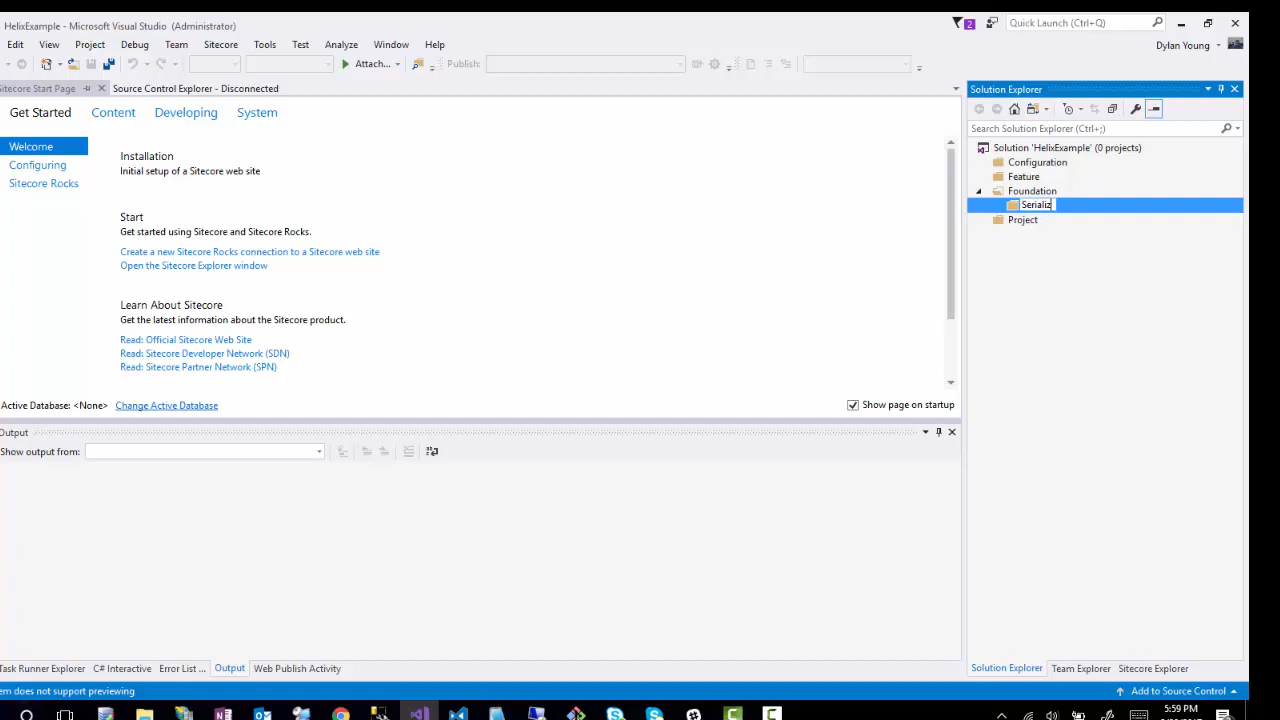 HelixExample - Microsoft Visual Studio (Administrator)
2
Quick Launch (Ctrl+Q)
Edit View Project Debug Team Sitecore Tools Test Analyze Window Help
Dylan Young
Attach...
Publish:
Sitecore Start Page
Source Control Explorer - Disconnected
Get Started Content Developing System
Welcome
Configuring
Sitecore Rocks
Installation
Initial setup of a Sitecore web site
Start
Get started using Sitecore and Sitecore Rocks.
Create a new Sitecore Rocks connection to a Sitecore web site
Open the Sitecore Explorer window
Learn About Sitecore
Get the latest information about the Sitecore product.
Read: Official Sitecore Web Site
Read: Sitecore Developer Network (SDN)
Read: Sitecore Partner Network (SPN)
Active Database: <None> Change Active Database
Show page on startup
Output
Show output from:
Task Runner Explorer C# Interactive Error List ... Output Web Publish Activity
Solution Explorer
Search Solution Explorer (Ctrl+;)
Solution 'HelixExample' (0 projects)
Configuration
Feature
Foundation
Serializ
Project
Solution Explorer Team Explorer Sitecore Explorer
em does not support previewing
Add to Source Control
5:59 PM